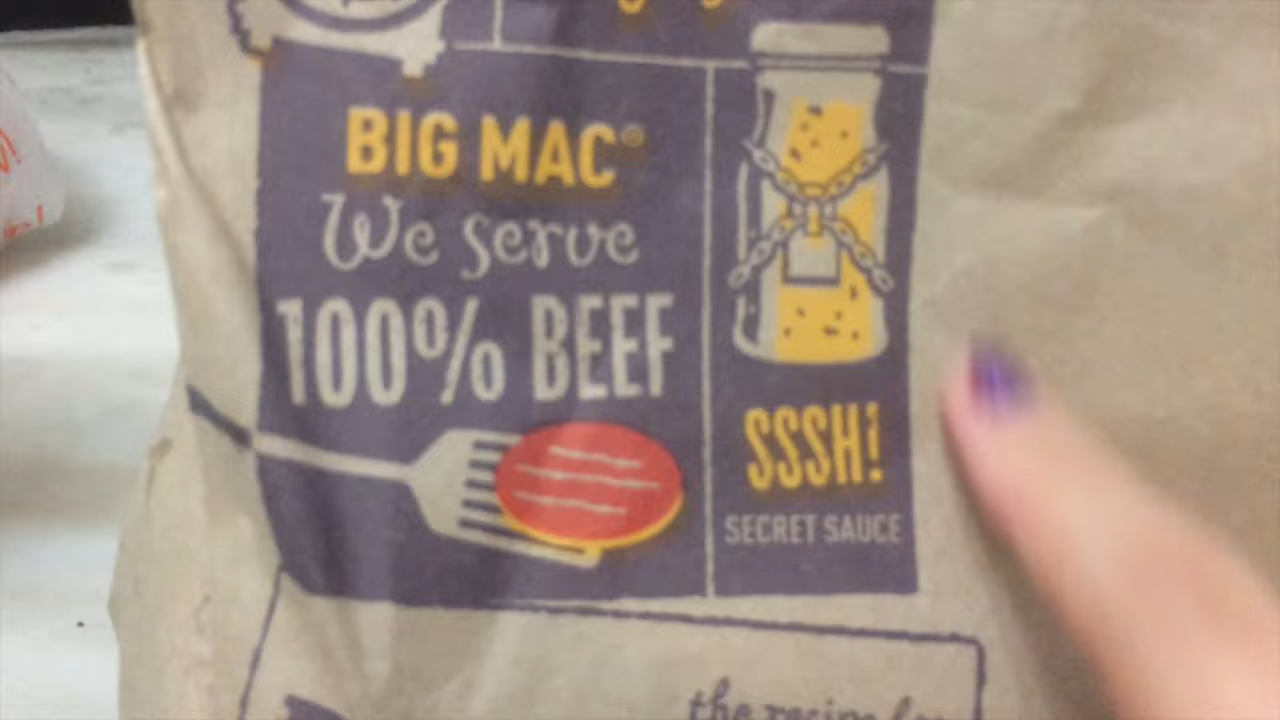 BIG MAC®
We serve
100% BEEF
SSSH!
SECRET SAUCE
the recipe for